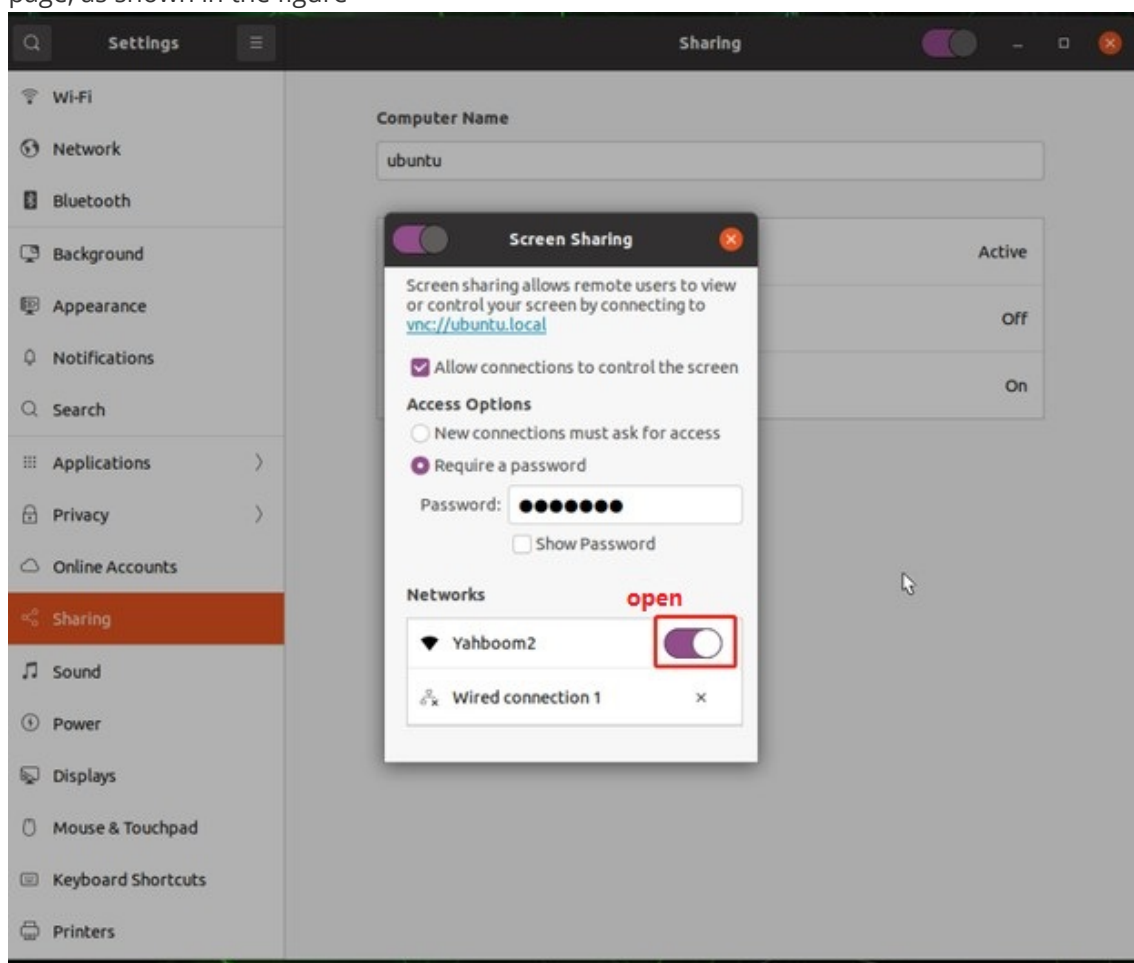 page, as shown in the figure
Settings
Sharing
Wi-Fi
Network
Bluetooth
Background
Appearance
Notifications
Search
Applications
Privacy
Online Accounts
Sharing
Sound
Power
Displays
Mouse & Touchpad
Keyboard Shortcuts
Printers
Computer Name
ubuntu
Active
Off
On
Screen Sharing
Screen sharing allows remote users to view
or control your screen by connecting to
vnc://ubuntu.local
Allow connections to control the screen
Access Options
New connections must ask for access
Require a password
Password: ●●●●●●●
Show Password
Networks
open
Yahboom2
Wired connection 1